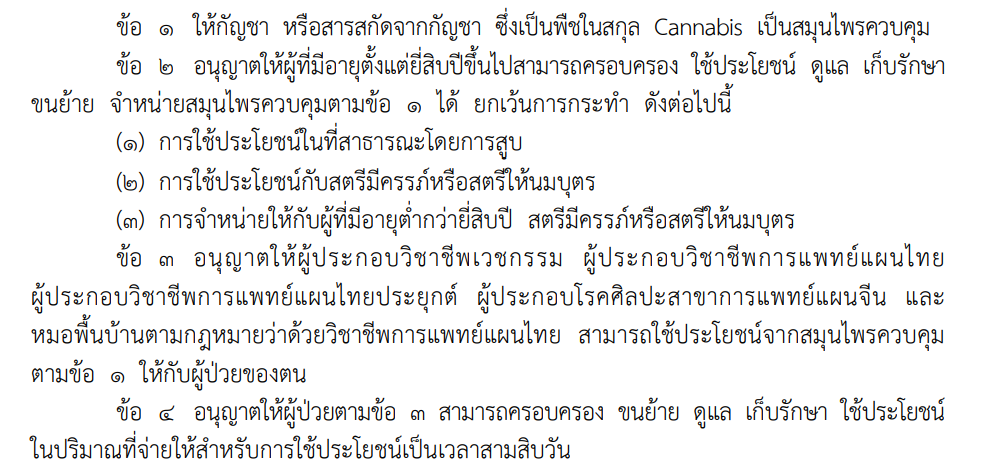 ข้อ ๑ ให้กัญชา หรือสารสกัดจากกัญชา ซึ่งเป็นพืชในสกุล Cannabis เป็นสมุนไพรควบคุม
ข้อ ๒ อนุญาตให้ผู้ที่มีอายุตั้งแต่ยี่สิบปีขึ้นไปสามารถครอบครอง ใช้ประโยชน์ ดูแล เก็บรักษา
ขนย้าย จำหน่ายสมุนไพรควบคุมตามข้อ ๑ ได้ ยกเว้นการกระทำ ดังต่อไปนี้
(๑) การใช้ประโยชน์ในที่สาธารณะโดยการสูบ
(๒) การใช้ประโยชน์กับสตรีมีครรภ์หรือสตรีให้นมบุตร
(๓) การจำหน่ายให้กับผู้ที่มีอายุต่ำกว่ายี่สิบปี สตรีมีครรภ์หรือสตรีให้นมบุตร
ข้อ ๓ อนุญาตให้ผู้ประกอบวิชาชีพเวชกรรม ผู้ประกอบวิชาชีพการแพทย์แผนไทย
ผู้ประกอบวิชาชีพการแพทย์แผนไทยประยุกต์ ผู้ประกอบโรคศิลปะสาขาการแพทย์แผนจีน และ
หมอพื้นบ้านตามกฎหมายว่าด้วยวิชาชีพการแพทย์แผนไทย สามารถใช้ประโยชน์จากสมุนไพรควบคุม
ตามข้อ ๑ ให้กับผู้ป่วยของตน
ข้อ ๔ อนุญาตให้ผู้ป่วยตามข้อ ๓ สามารถครอบครอง ขนย้าย ดูแล เก็บรักษา ใช้ประโยชน์
ในปริมาณที่จ่ายให้สำหรับการใช้ประโยชน์เป็นเวลาสามสิบวัน